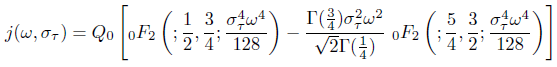 j(ω, σ_τ) = Q_0 [ _0F_2 ( ; 1/2, 3/4; σ_τ^4 ω^4 / 128 ) − Γ(3/4) σ_τ^2 ω^2 / √2 Γ(1/4) _0F_2 ( ; 5/4, 3/2; σ_τ^4 ω^4 / 128 ) ]